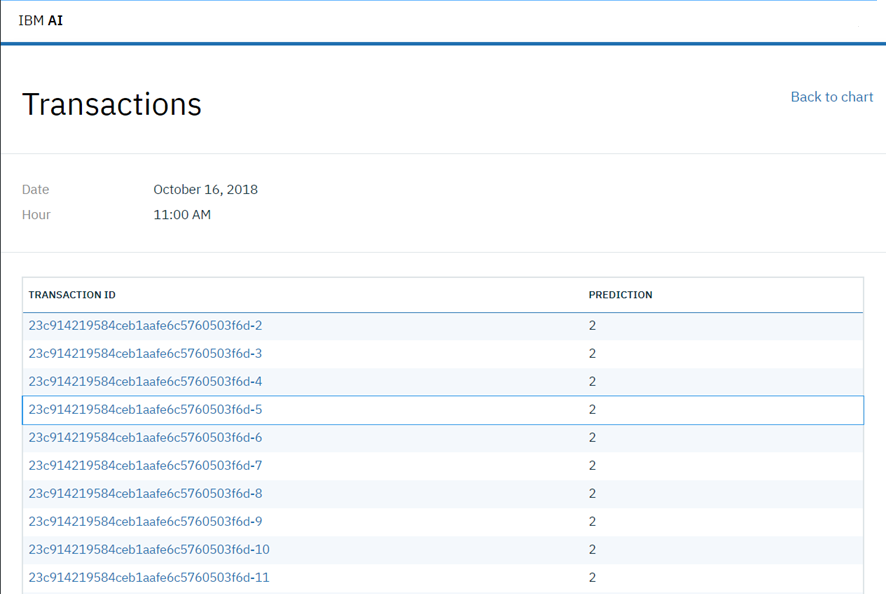 IBM AI
Transactions
Back to chart
Date October 16, 2018
Hour 11:00 AM
TRANSACTION ID PREDICTION
23c914219584ceb1aafe6c5760503f6d-2 2
23c914219584ceb1aafe6c5760503f6d-3 2
23c914219584ceb1aafe6c5760503f6d-4 2
23c914219584ceb1aafe6c5760503f6d-5 2
23c914219584ceb1aafe6c5760503f6d-6 2
23c914219584ceb1aafe6c5760503f6d-7 2
23c914219584ceb1aafe6c5760503f6d-8 2
23c914219584ceb1aafe6c5760503f6d-9 2
23c914219584ceb1aafe6c5760503f6d-10 2
23c914219584ceb1aafe6c5760503f6d-11 2